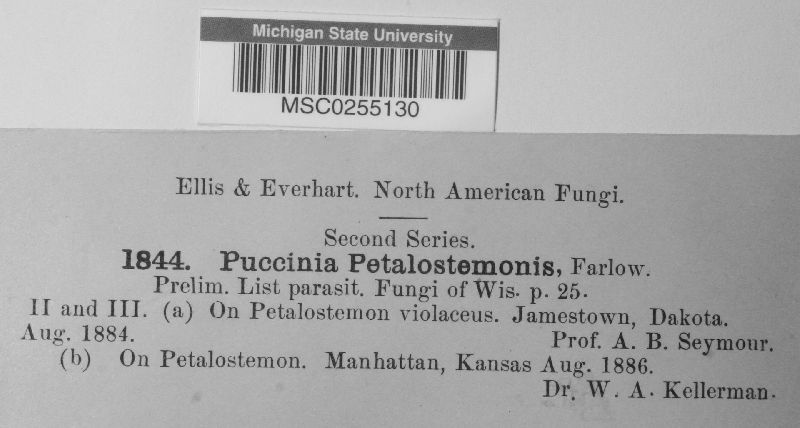 Michigan State University
MSC0255130
Ellis & Everhart. North American Fungi.
Second Series.
1844. Puccinia Petalostemonis, Farlow.
Prelim. List parasit. Fungi of Wis. p. 25.
II and III. (a) On Petalostemon violaceus. Jamestown, Dakota.
Aug. 1884. Prof. A. B. Seymour.
(b) On Petalostemon. Manhattan, Kansas Aug. 1886.
Dr. W. A. Kellerman.